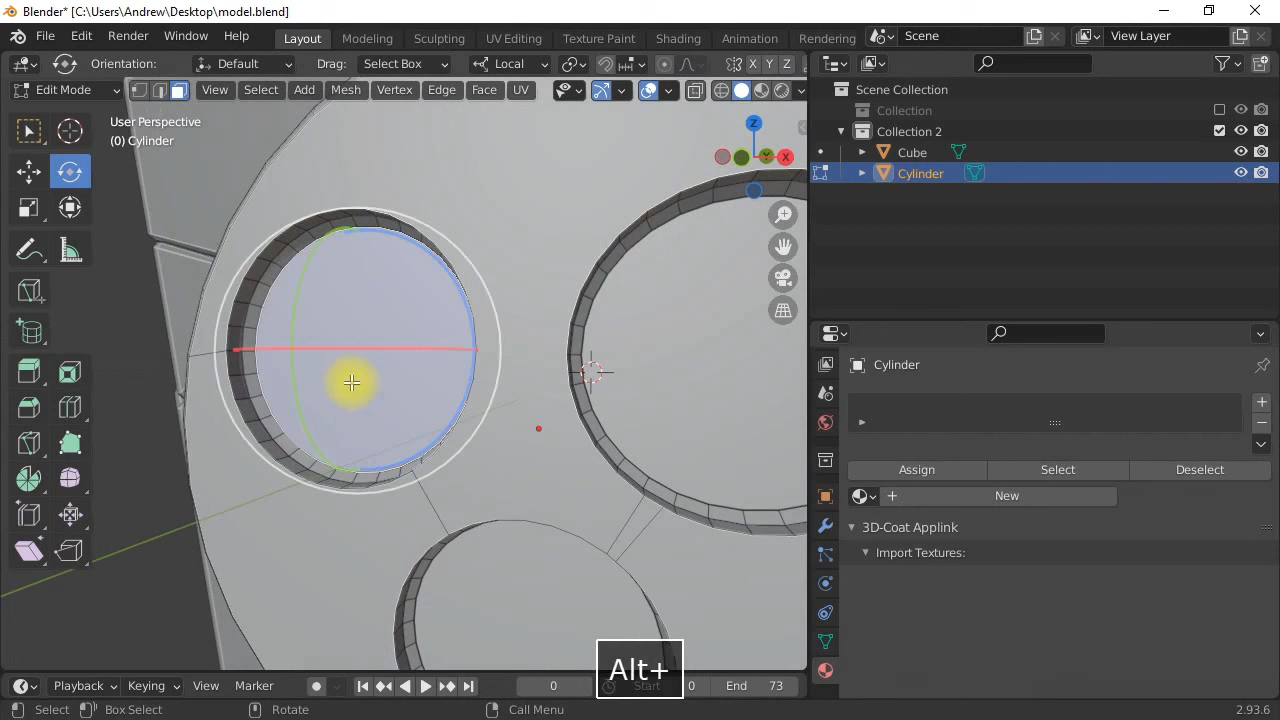 Blender* [C:\Users\Andrew\Desktop\model.blend]
File Edit Render Window Help Layout Modeling Sculpting UV Editing Texture Paint Shading Animation Rendering Scene View Layer
Orientation: Default Drag: Select Box Local X Y Z
Edit Mode View Select Add Mesh Vertex Edge Face UV
User Perspective
(0) Cylinder
Z
Y X
Scene Collection
Collection
Collection 2
Cube
Cylinder
Cylinder
Assign Select Deselect
New
3D-Coat Applink
Import Textures:
Alt+
Playback Keying View Marker 0 Start 0 End 73
Select Box Select Rotate Call Menu 2.93.6